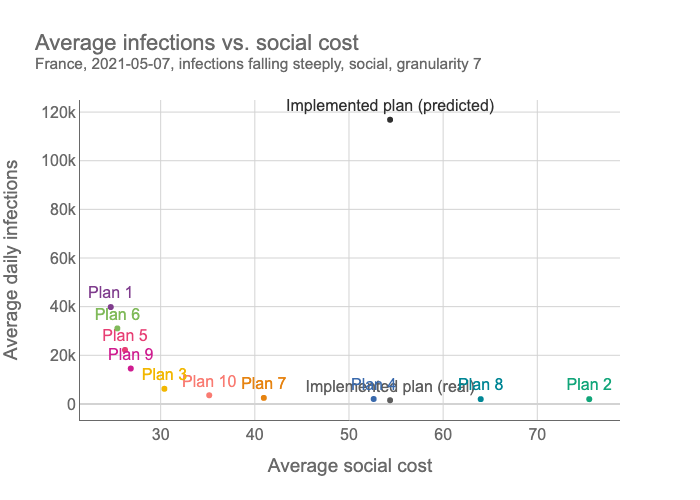 Average infections vs. social cost
France, 2021-05-07, infections falling steeply, social, granularity 7
Average daily infections
120k
100k
80k
60k
40k
20k
0
Implemented plan (predicted)
Plan 1
Plan 6
Plan 5
Plan 9
Plan 3
Plan 10
Plan 7
Implemented plan (real)
Plan 4
Plan 8
Plan 2
30
40
50
60
70
Average social cost